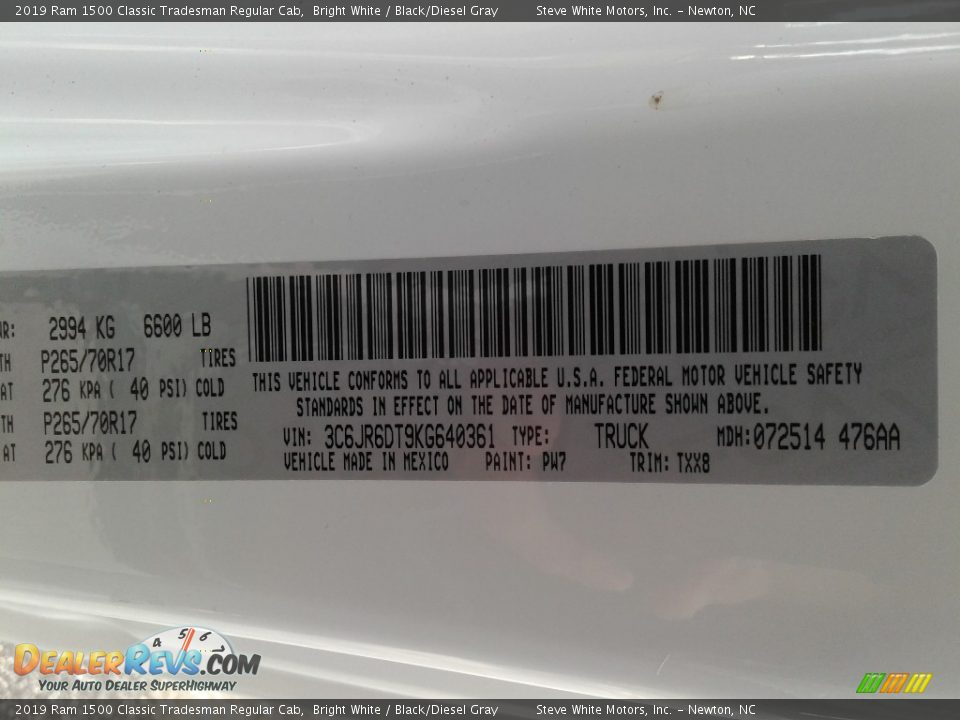 2019 Ram 1500 Classic Tradesman Regular Cab, Bright White / Black/Diesel Gray Steve White Motors, Inc. - Newton, NC
2994 KG 6600 LB
P265/70R17 TIRES
AT 276 KPA ( 40 PSI) COLD
P265/70R17 TIRES
AT 276 KPA ( 40 PSI) COLD
THIS VEHICLE CONFORMS TO ALL APPLICABLE U.S.A. FEDERAL MOTOR VEHICLE SAFETY
STANDARDS IN EFFECT ON THE DATE OF MANUFACTURE SHOWN ABOVE.
VIN: 3C6JR6DT9KG640361 TYPE: TRUCK MDH:072514 476AA
VEHICLE MADE IN MEXICO PAINT: PW7 TRIM: TXX8
4 5 6
DEALERREVS.COM
YOUR AUTO DEALER SUPERHIGHWAY
2019 Ram 1500 Classic Tradesman Regular Cab, Bright White / Black/Diesel Gray Steve White Motors, Inc. - Newton, NC